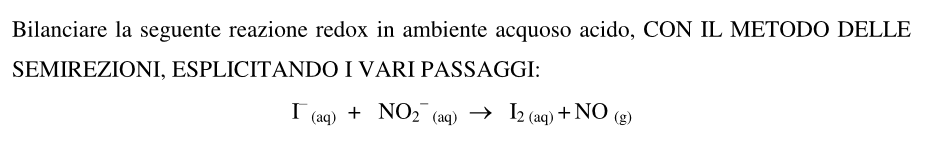 Bilanciare la seguente reazione redox in ambiente acquoso acido, CON IL METODO DELLE
SEMIREZIONI, ESPLICITANDO I VARI PASSAGGI:
I⁻ (aq) + NO₂⁻ (aq) → I₂ (aq) + NO (g)